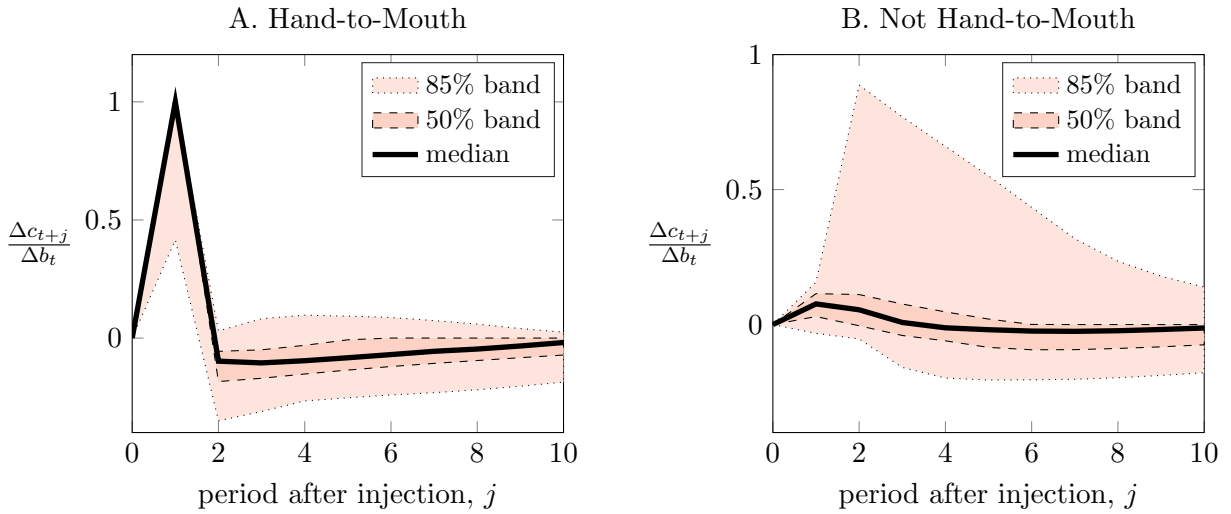 A. Hand-to-Mouth
85% band
50% band
median
1
0.5
0
Δc_{t+j}
Δb_t
0 2 4 6 8 10
period after injection, j
B. Not Hand-to-Mouth
85% band
50% band
median
1
0.5
0
Δc_{t+j}
Δb_t
0 2 4 6 8 10
period after injection, j